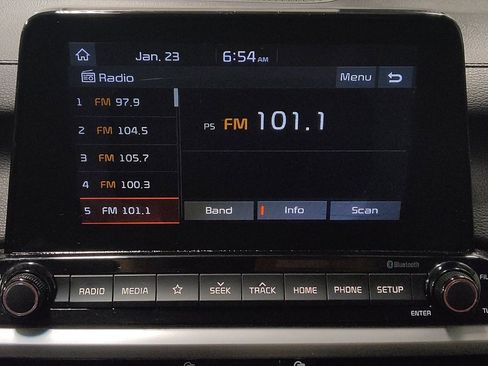 Jan. 23 6:54 AM
Radio Menu
1 FM 97.9
2 FM 104.5
3 FM 105.7
4 FM 100.3
5 FM 101.1
P5 FM 101.1
Band Info Scan
Bluetooth
RADIO MEDIA SEEK TRACK HOME PHONE SETUP
ENTER